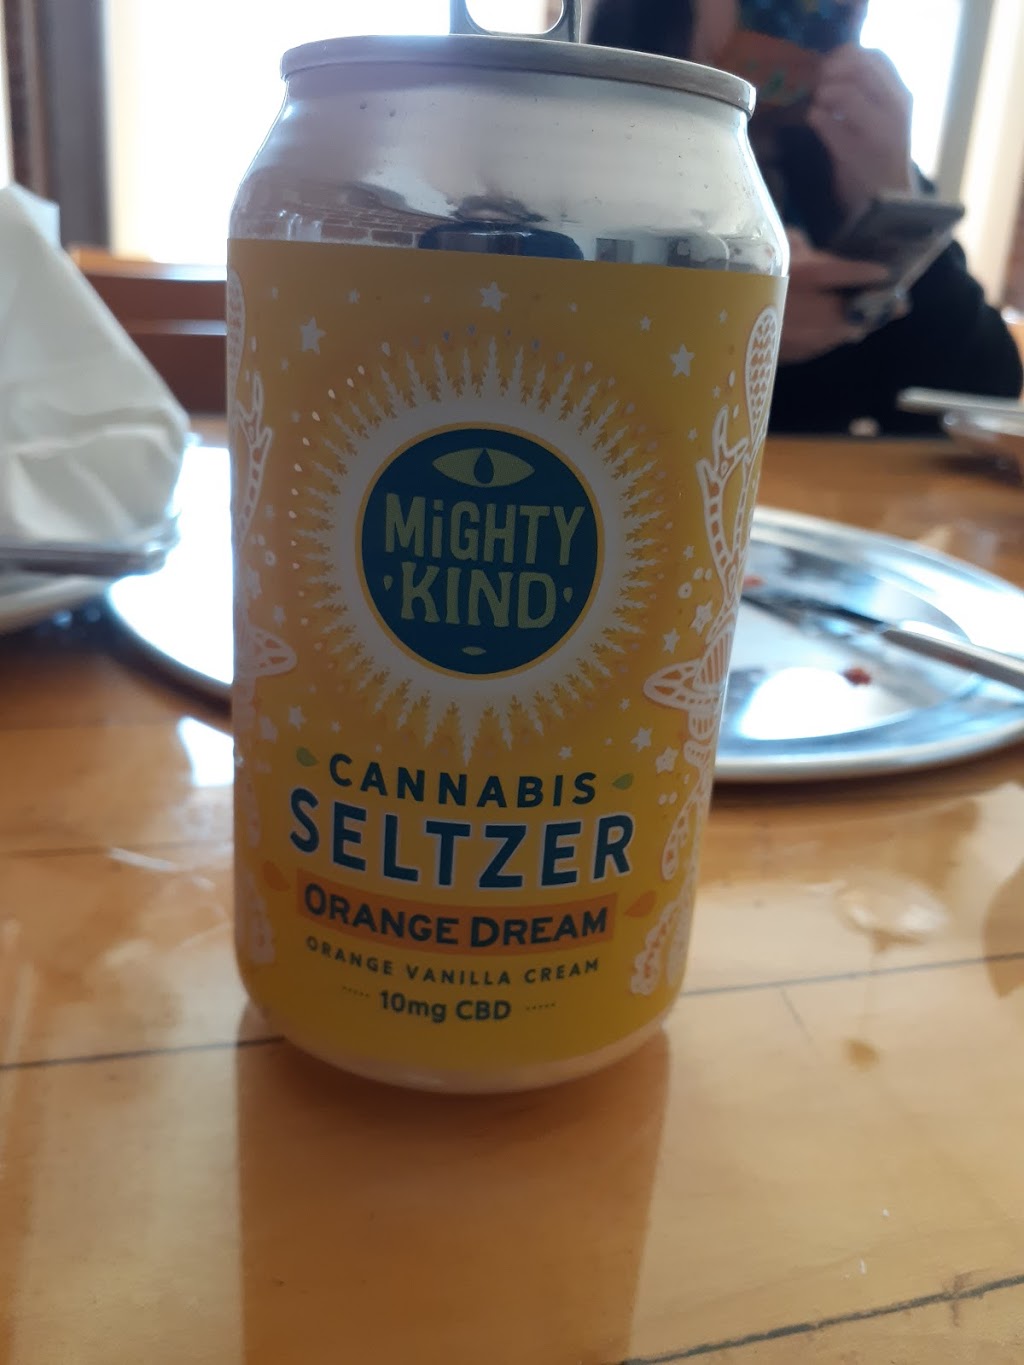 MiGHTY
KIND
CANNABIS
SELTZER
ORANGE DREAM
ORANGE VANILLA CREAM
10mg CBD